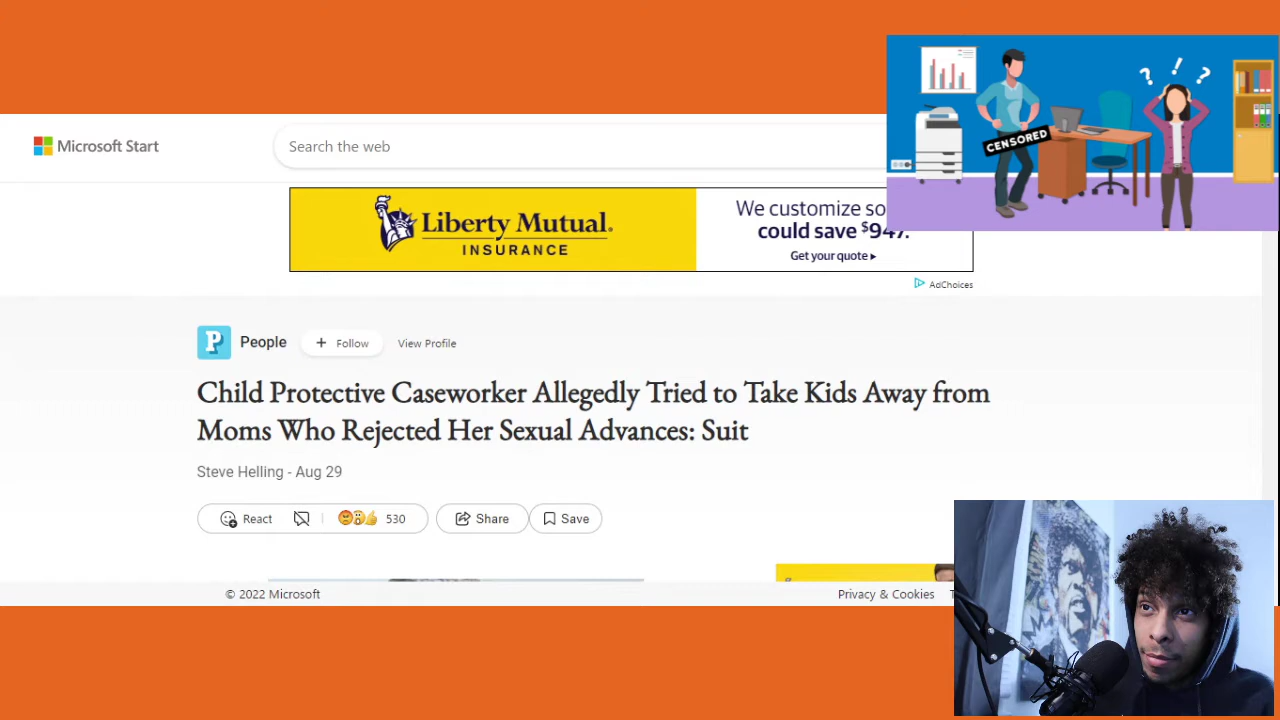 ? ! ?
CENSORED
Microsoft Start
Search the web
Liberty Mutual
INSURANCE
We customize so
could save $947.
Get your quote ▸
AdChoices
P People + Follow View Profile
Child Protective Caseworker Allegedly Tried to Take Kids Away from
Moms Who Rejected Her Sexual Advances: Suit
Steve Helling - Aug 29
React 530 Share Save
© 2022 Microsoft Privacy & Cookies